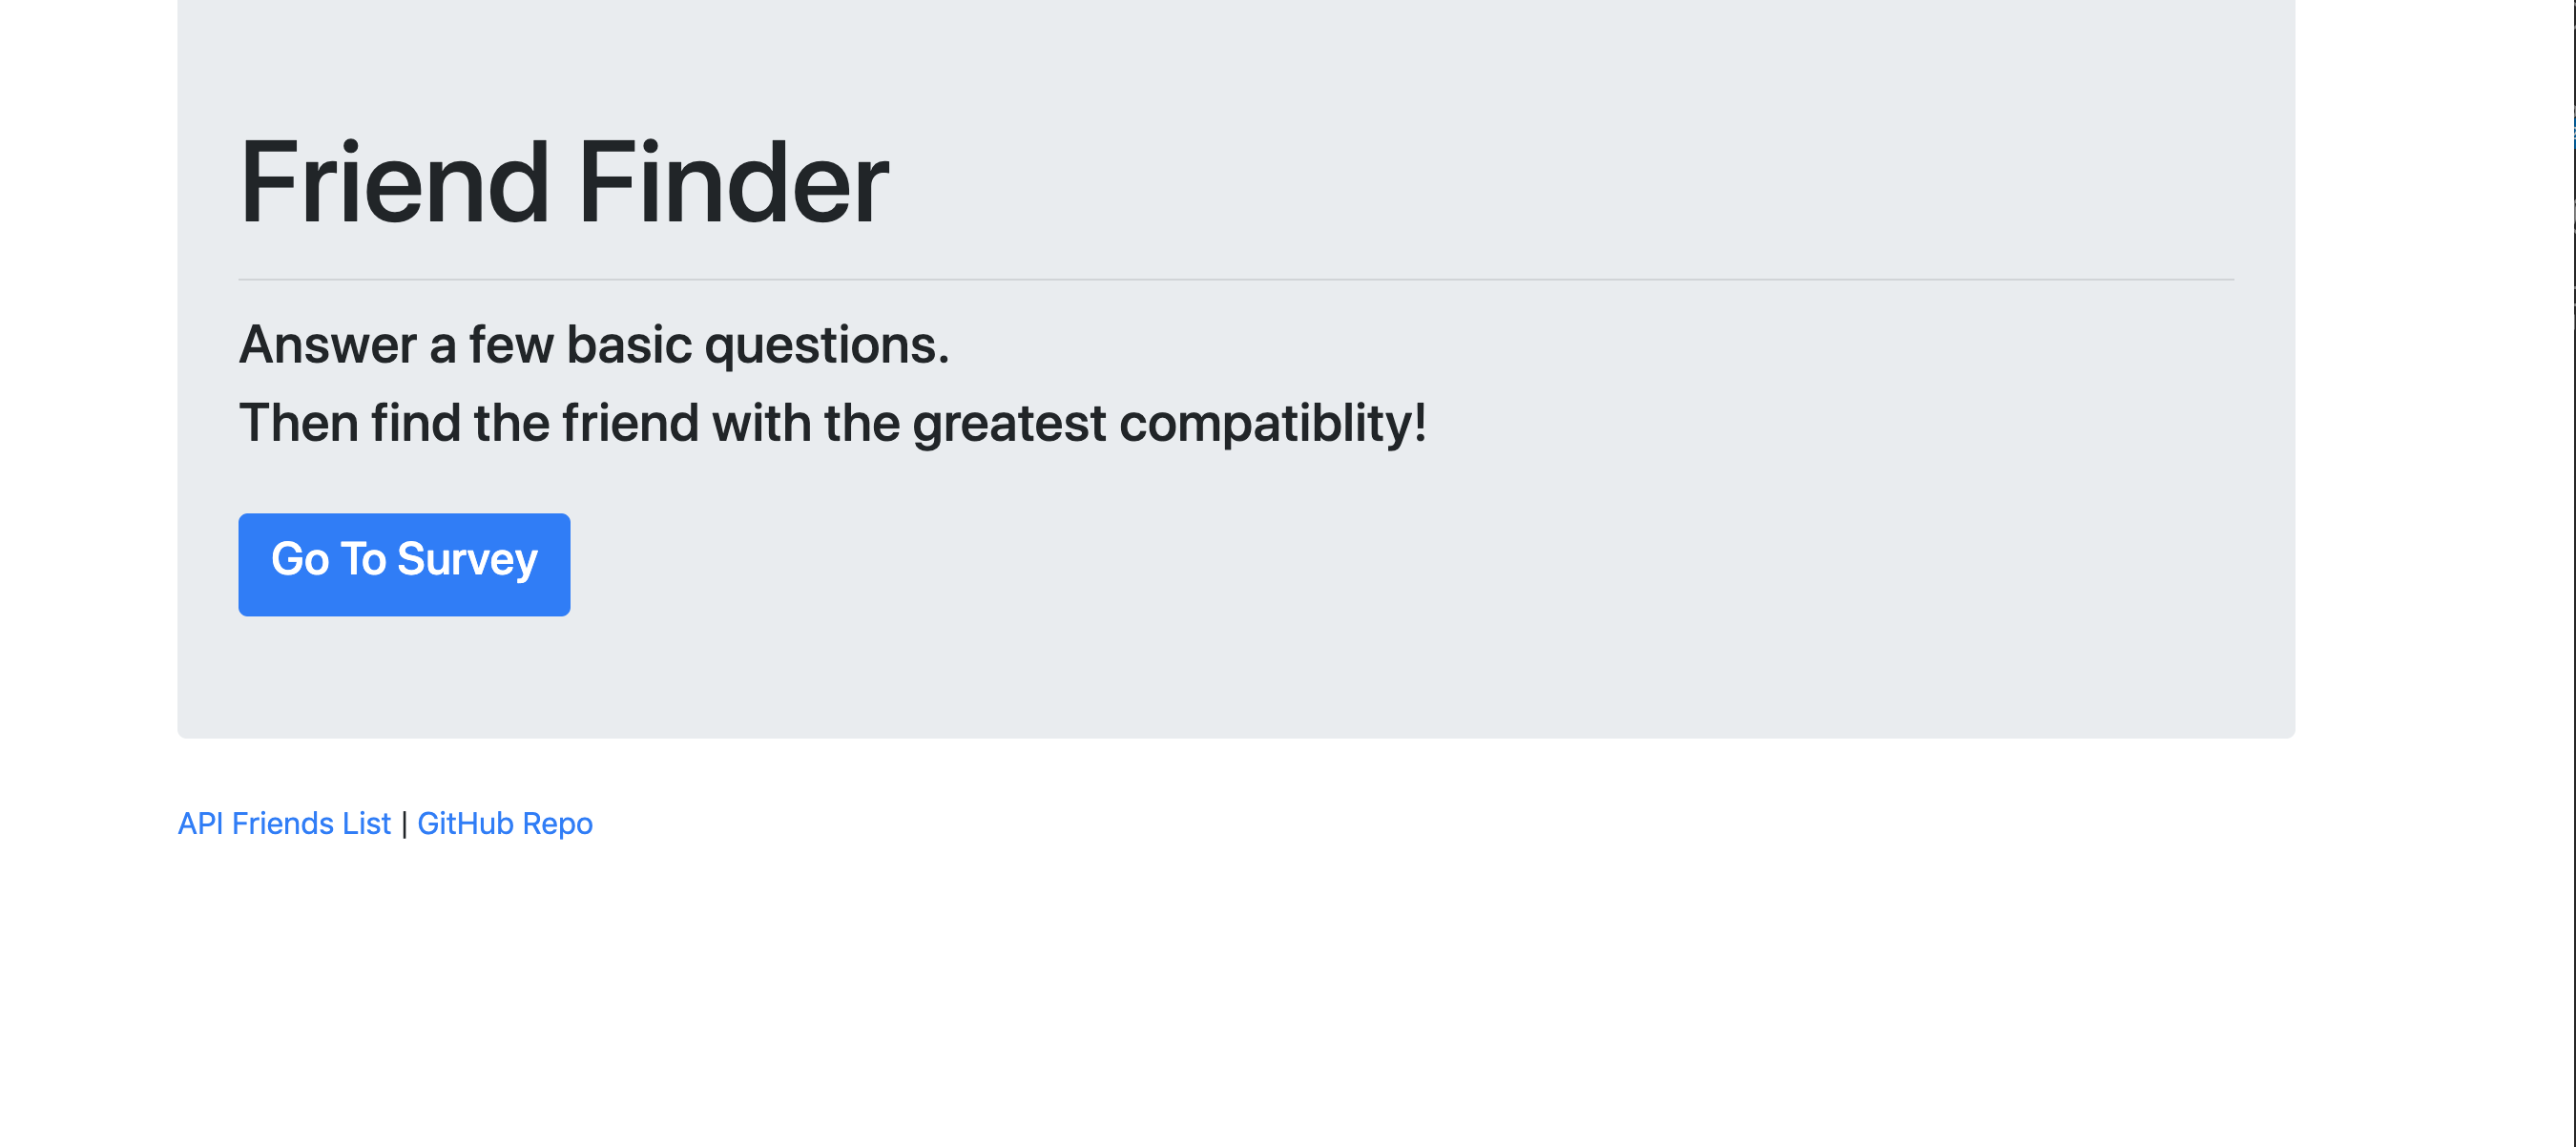 Friend Finder
Answer a few basic questions.
Then find the friend with the greatest compatiblity!
Go To Survey
API Friends List | GitHub Repo